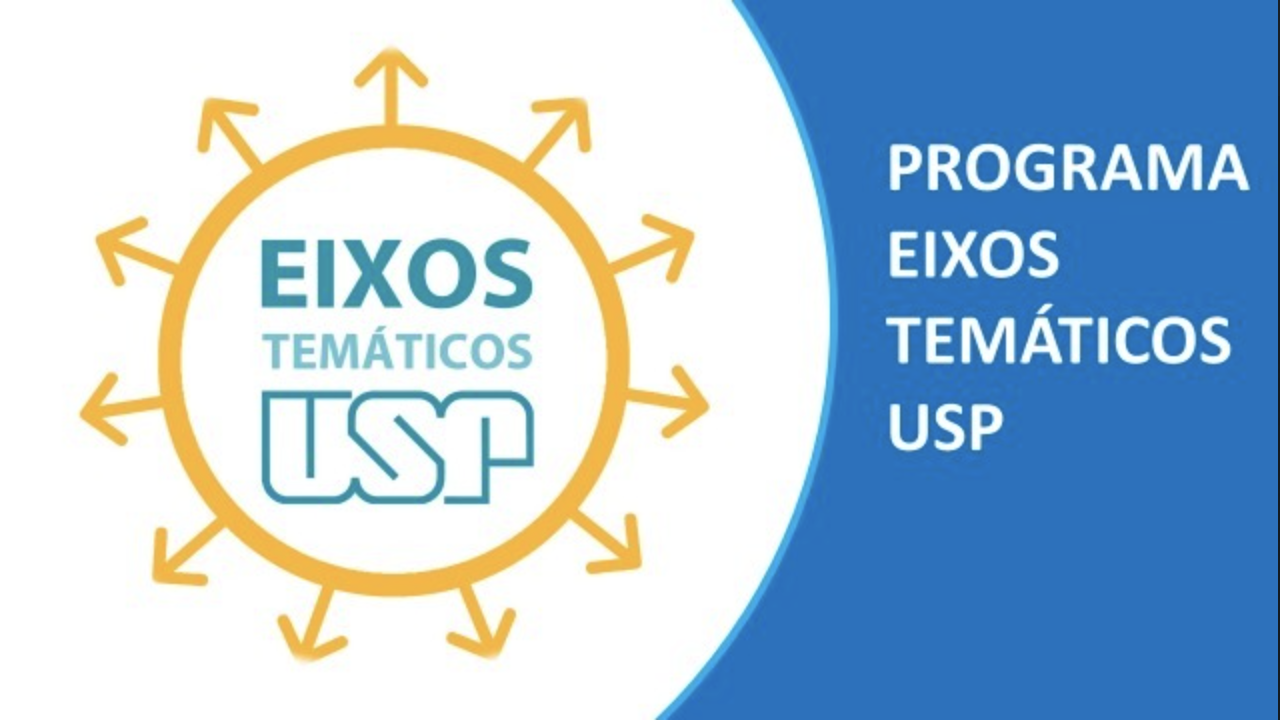 EIXOS
TEMÁTICOS
USP
PROGRAMA
EIXOS
TEMÁTICOS
USP